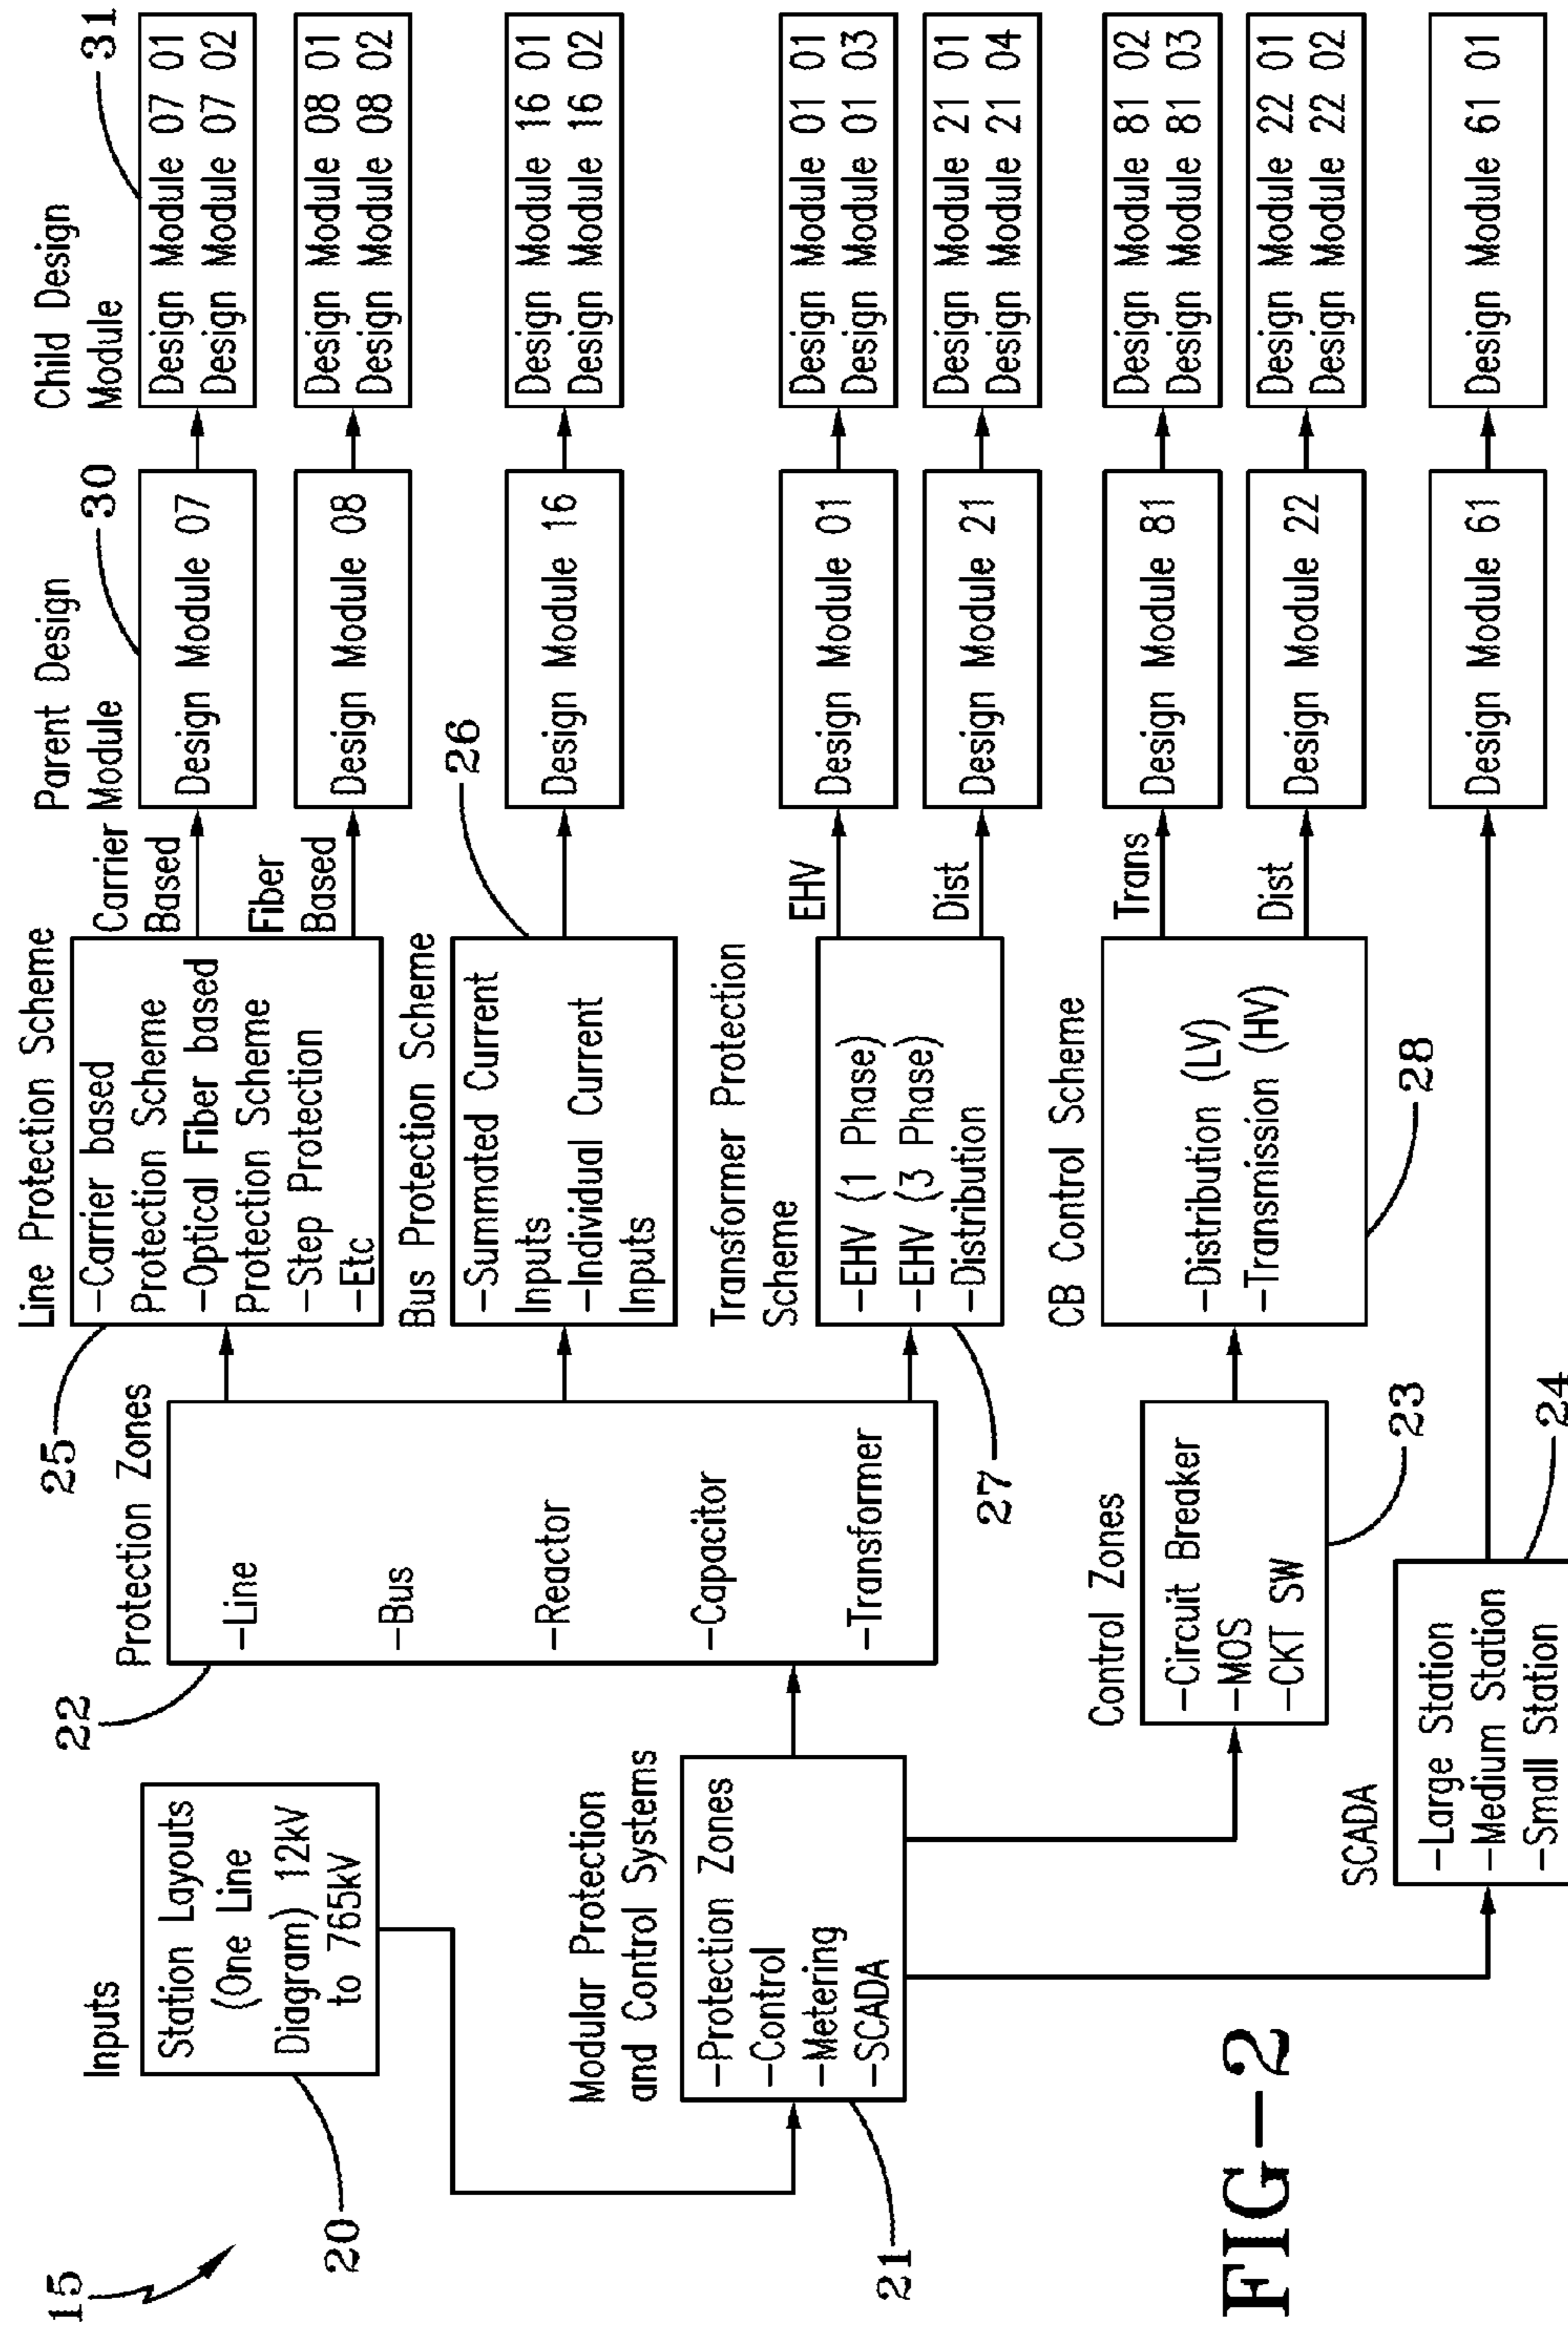 15
Inputs
Station Layouts
(One Line
Diagram) 12kV
to 765kV
20
Modular Protection
and Control Systems
-Protection Zones
-Control
-Metering
-SCADA
21
Protection Zones
22
-Line
-Bus
-Reactor
-Capacitor
-Transformer
Control Zones
-Circuit Breaker
-MOS
-CKT SW
23
SCADA
-Large Station
-Medium Station
-Small Station
24
Line Protection Scheme
25
-Carrier based
Protection Scheme
-Optical Fiber based
Protection Scheme
-Step Protection
-Etc
Carrier
Based
Fiber
Based
Bus Protection Scheme
26
-Summated Current
Inputs
-Individual Current
Inputs
Transformer Protection
Scheme
-EHV (1 Phase)
-EHV (3 Phase)
-Distribution
27
EHV
Dist
CB Control Scheme
-Distribution (LV)
-Transmission (HV)
28
Trans
Dist
Parent Design
Module
30
Design Module 07
Design Module 08
Design Module 16
Design Module 01
Design Module 21
Design Module 81
Design Module 22
Design Module 61
Child Design
Module
31
Design Module 07 01
Design Module 07 02
Design Module 08 01
Design Module 08 02
Design Module 16 01
Design Module 16 02
Design Module 01 01
Design Module 01 03
Design Module 21 01
Design Module 21 04
Design Module 81 02
Design Module 81 03
Design Module 22 01
Design Module 22 02
Design Module 61 01
FIG-2